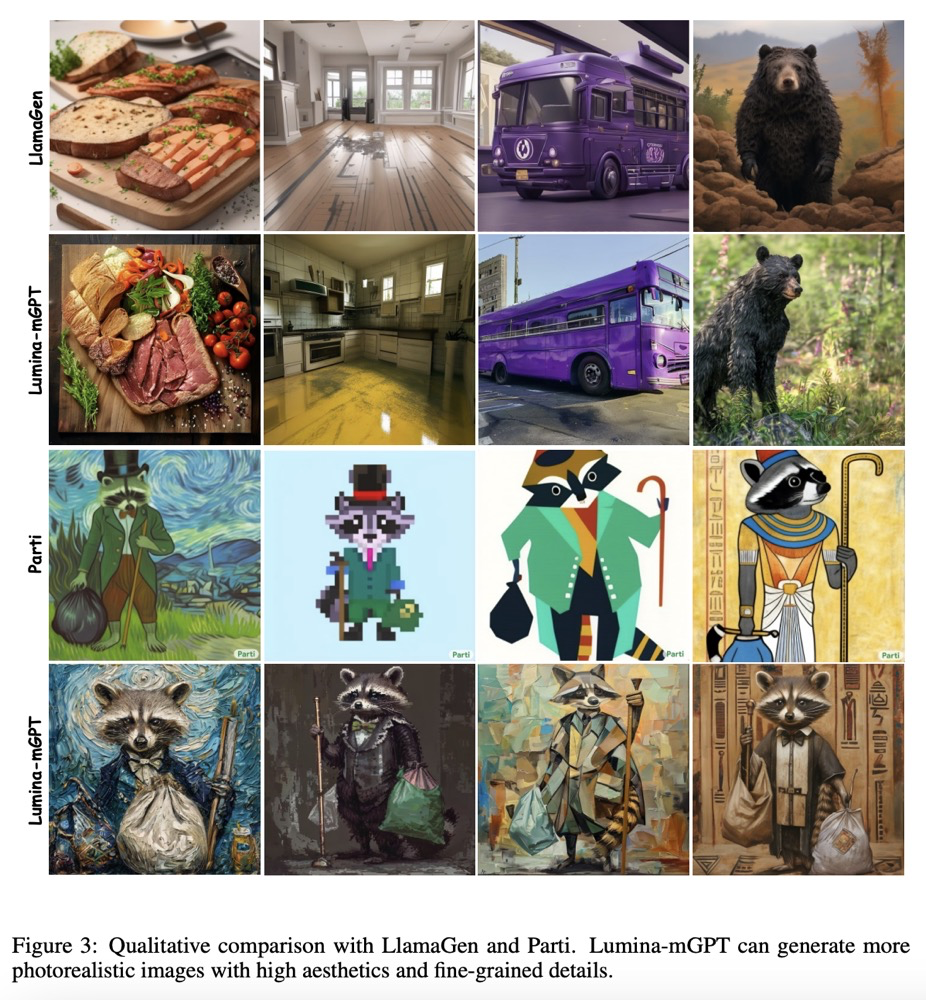 LlamaGen
Lumina-mGPT
Parti
Parti
Parti
Parti
Parti
Lumina-mGPT
Figure 3: Qualitative comparison with LlamaGen and Parti. Lumina-mGPT can generate more
photorealistic images with high aesthetics and fine-grained details.